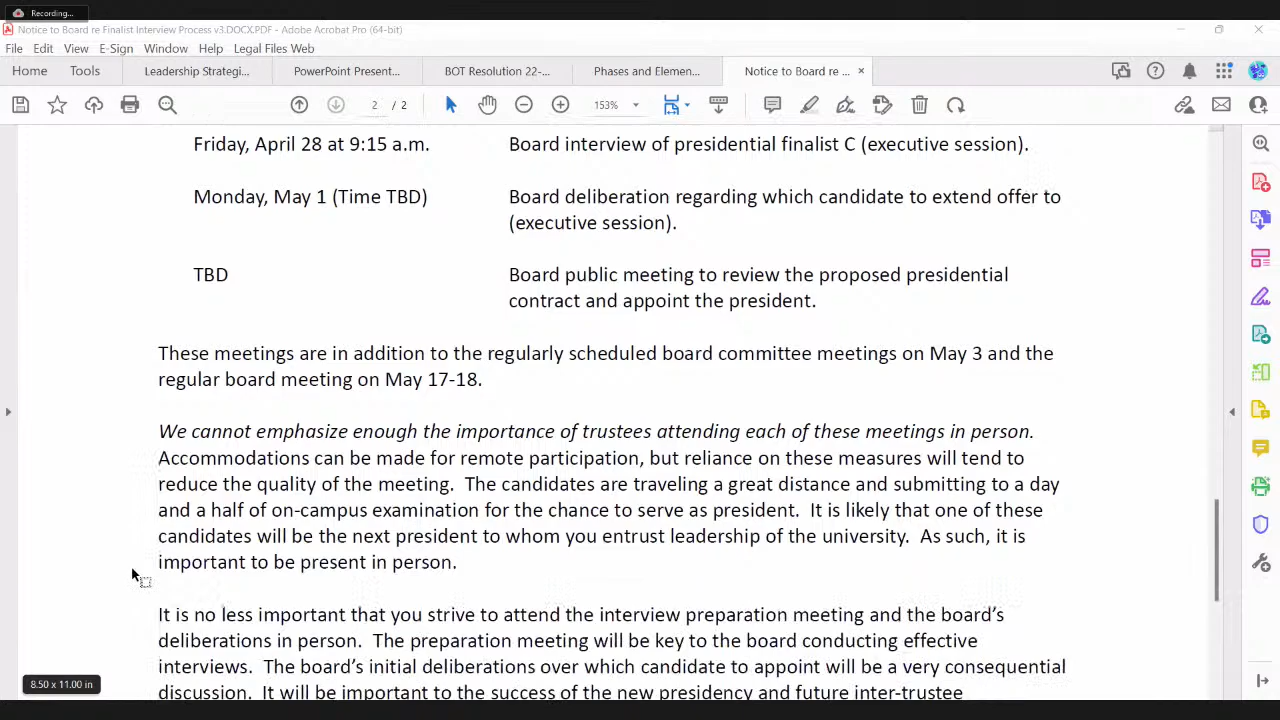 Recording...
Notice to Board re Finalist Interview Process v3.DOCX.PDF - Adobe Acrobat Pro (64-bit)
File Edit View E-Sign Window Help Legal Files Web
Home Tools Leadership Strategi... PowerPoint Present... BOT Resolution 22-... Phases and Elemen... Notice to Board re ... ×
2 / 2 153%
Friday, April 28 at 9:15 a.m. Board interview of presidential finalist C (executive session).
Monday, May 1 (Time TBD) Board deliberation regarding which candidate to extend offer to
(executive session).
TBD Board public meeting to review the proposed presidential
contract and appoint the president.
These meetings are in addition to the regularly scheduled board committee meetings on May 3 and the
regular board meeting on May 17-18.
We cannot emphasize enough the importance of trustees attending each of these meetings in person.
Accommodations can be made for remote participation, but reliance on these measures will tend to
reduce the quality of the meeting. The candidates are traveling a great distance and submitting to a day
and a half of on-campus examination for the chance to serve as president. It is likely that one of these
candidates will be the next president to whom you entrust leadership of the university. As such, it is
important to be present in person.
It is no less important that you strive to attend the interview preparation meeting and the board's
deliberations in person. The preparation meeting will be key to the board conducting effective
interviews. The board's initial deliberations over which candidate to appoint will be a very consequential
discussion. It will be important to the success of the new presidency and future inter-trustee
8.50 x 11.00 in